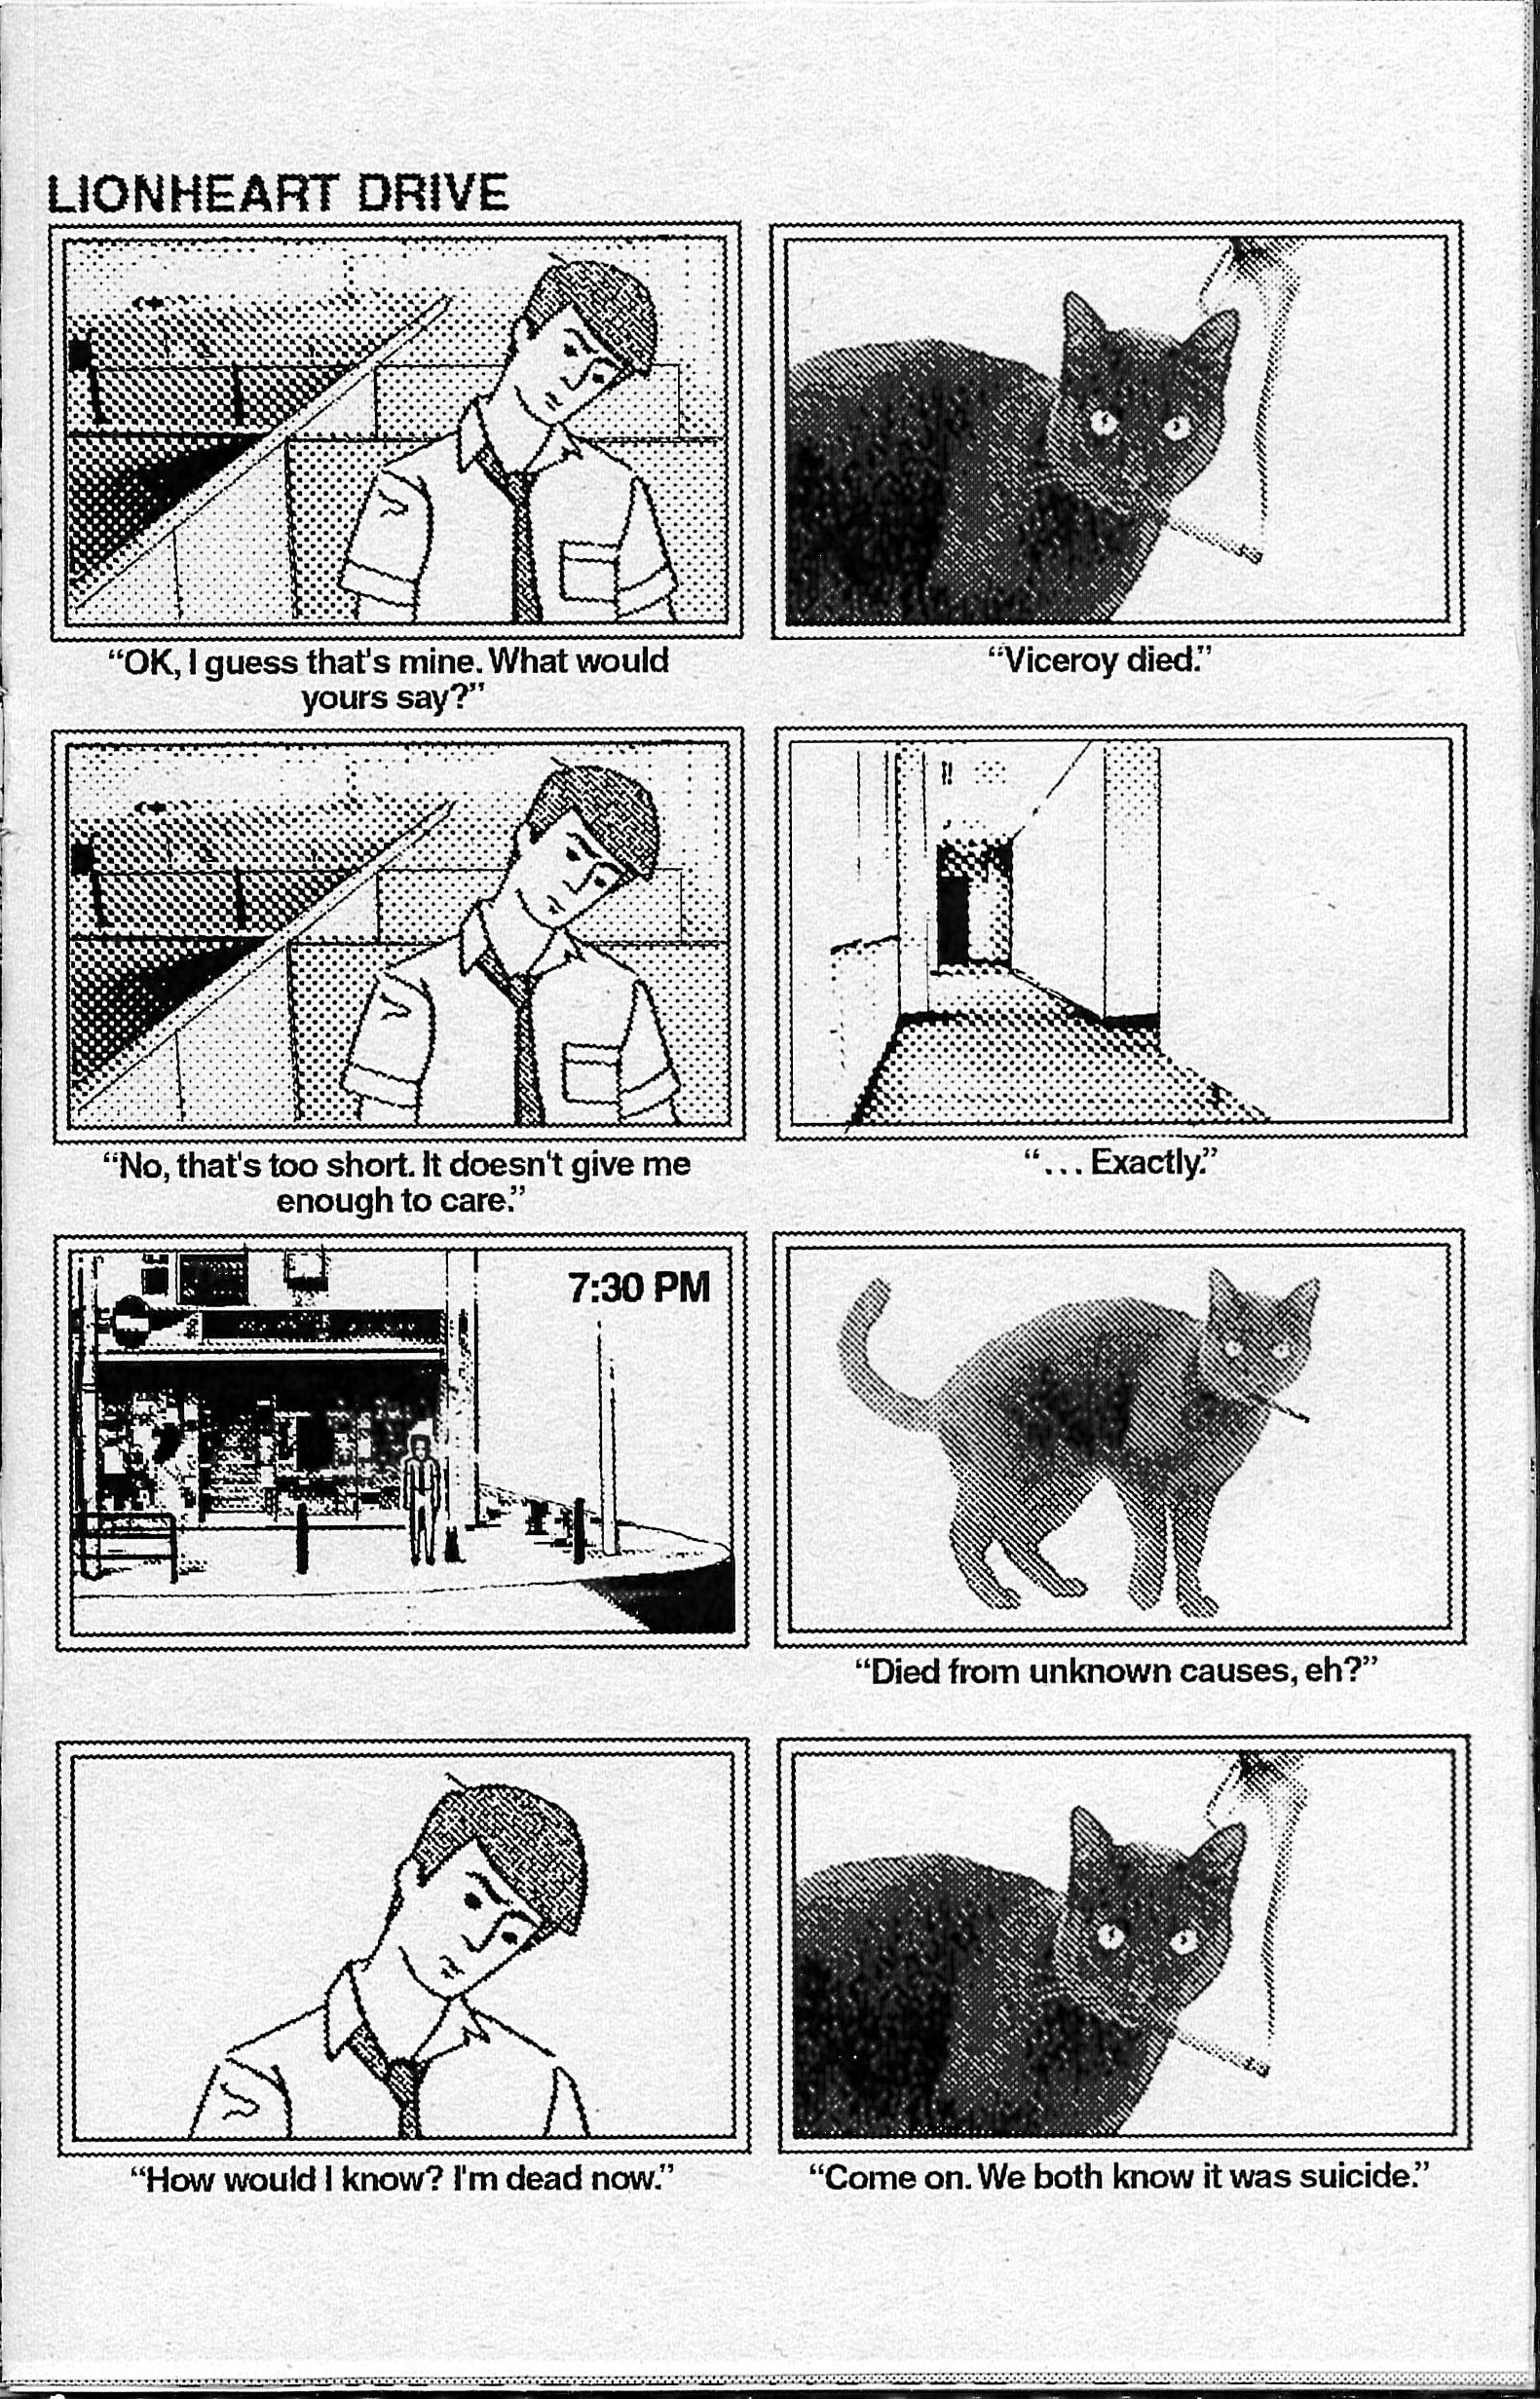 LIONHEART DRIVE
“OK, I guess that's mine. What would
yours say?”
“Viceroy died.”
“No, that's too short. It doesn't give me
enough to care.”
“... Exactly.”
7:30 PM
“Died from unknown causes, eh?”
“How would I know? I'm dead now.”
“Come on. We both know it was suicide.”